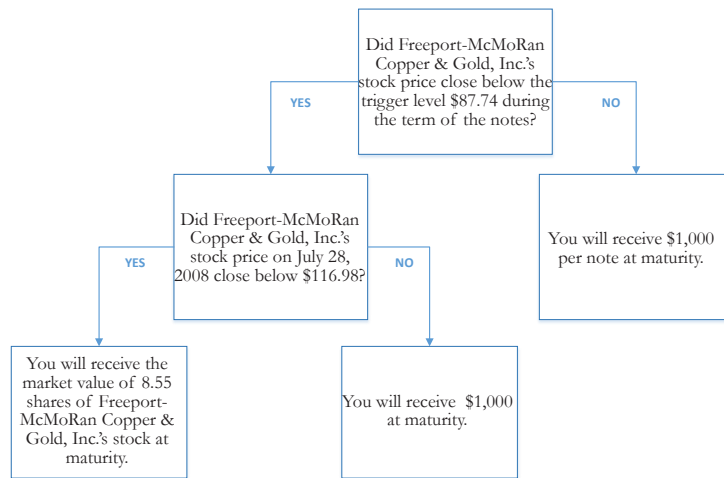 Did Freeport-McMoRan
Copper & Gold, Inc.'s
stock price close below the
trigger level $87.74 during
the term of the notes?
YES
NO
Did Freeport-McMoRan
Copper & Gold, Inc.'s
stock price on July 28,
2008 close below $116.98?
You will receive $1,000
per note at maturity.
YES
NO
You will receive the
market value of 8.55
shares of Freeport-
McMoRan Copper &
Gold, Inc.'s stock at
maturity.
You will receive $1,000
at maturity.